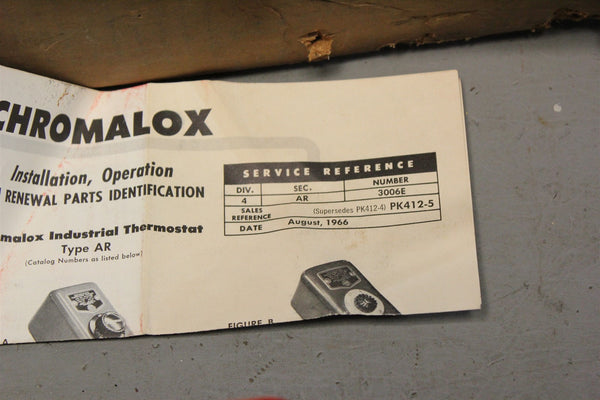 CHROMALOX
Installation, Operation
RENEWAL PARTS IDENTIFICATION
malox Industrial Thermostat
Type AR
(Catalog Numbers as listed below)
SERVICE REFERENCE
DIV. SEC. NUMBER
4 AR 3006E
SALES REFERENCE (Supersedes PK412-4) PK412-5
DATE August, 1966
A
FIGURE B